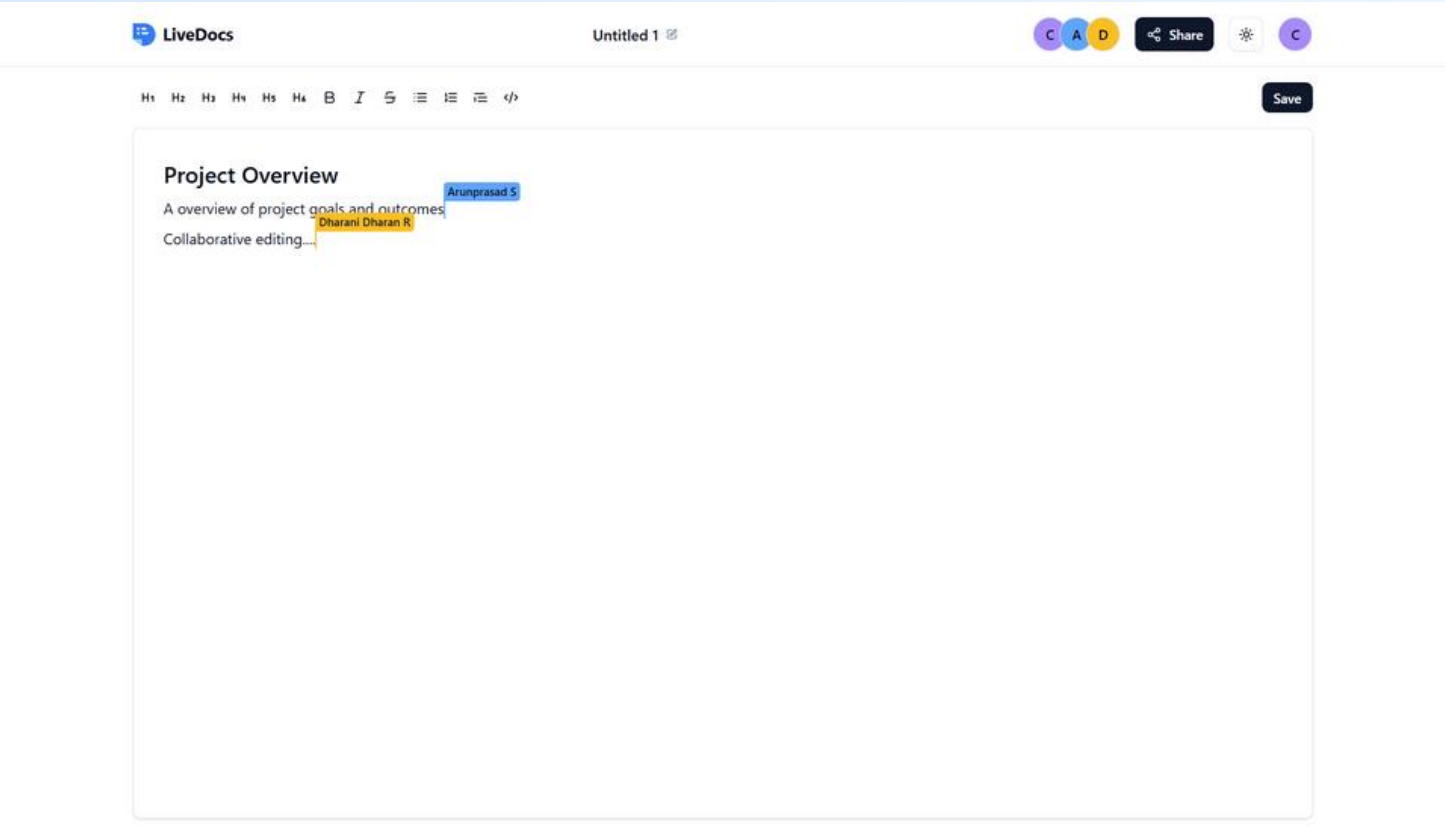 LiveDocs
Untitled 1
C A D
Share
C
H1 H2 H3 H4 H5 H6 B I S </>
Save
Project Overview
Arunprasad S
A overview of project goals and outcomes
Dharani Dharan R
Collaborative editing....